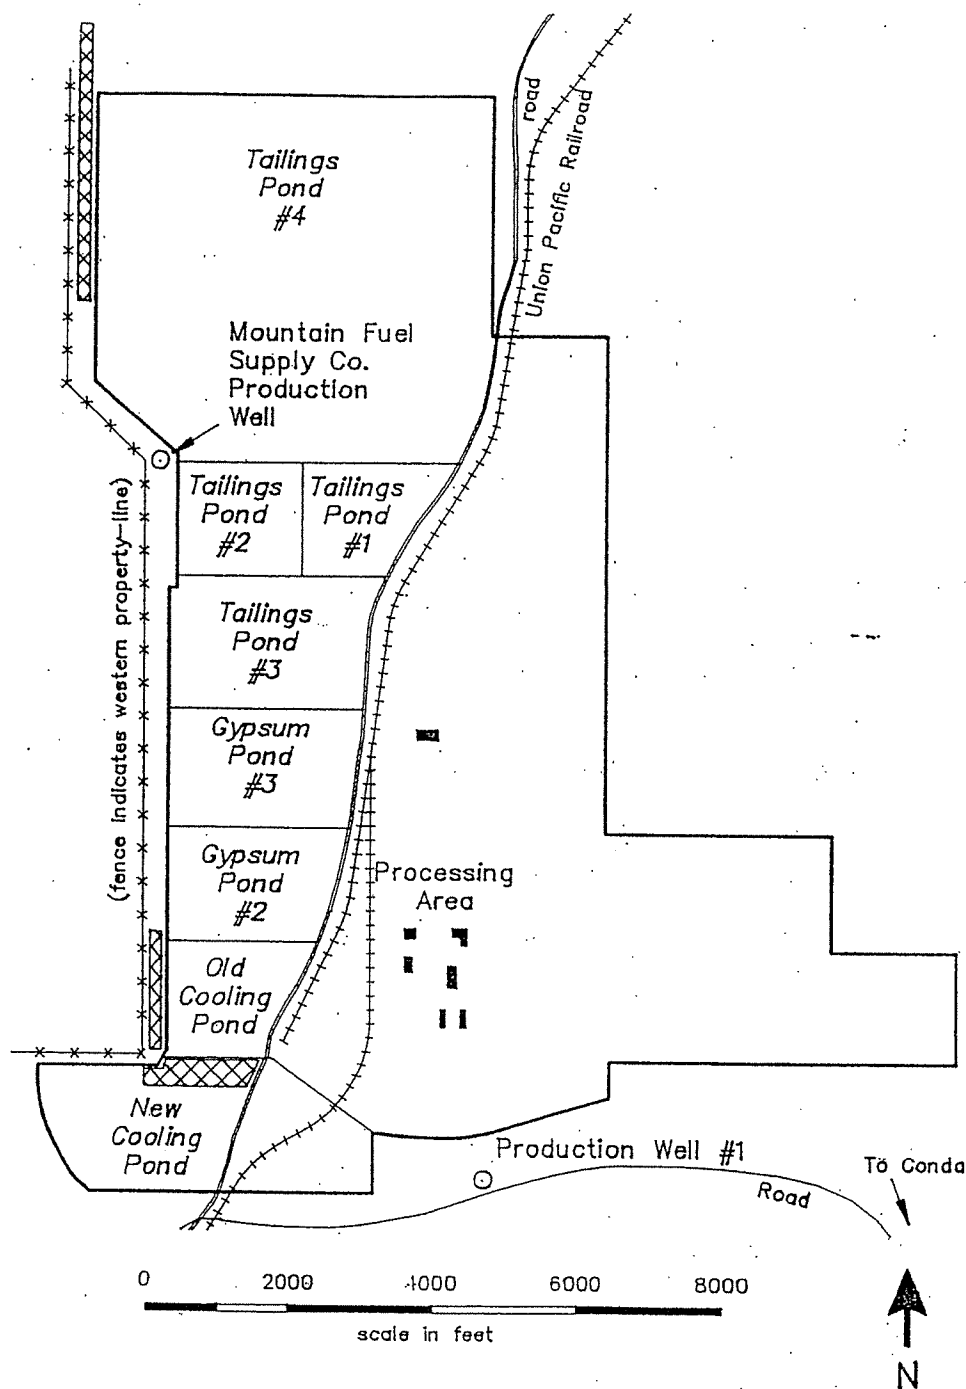 road
Union Pacific Railroad
Tailings
Pond
#4
Mountain Fuel
Supply Co.
Production
Well
(fence indicates western property-line)
Tailings
Pond
#2
Tailings
Pond
#1
Tailings
Pond
#3
Gypsum
Pond
#3
Gypsum
Pond
#2
Processing
Area
Old
Cooling
Pond
New
Cooling
Pond
Production Well #1
Road
To Conda
0 2000 4000 6000 8000
scale in feet
N